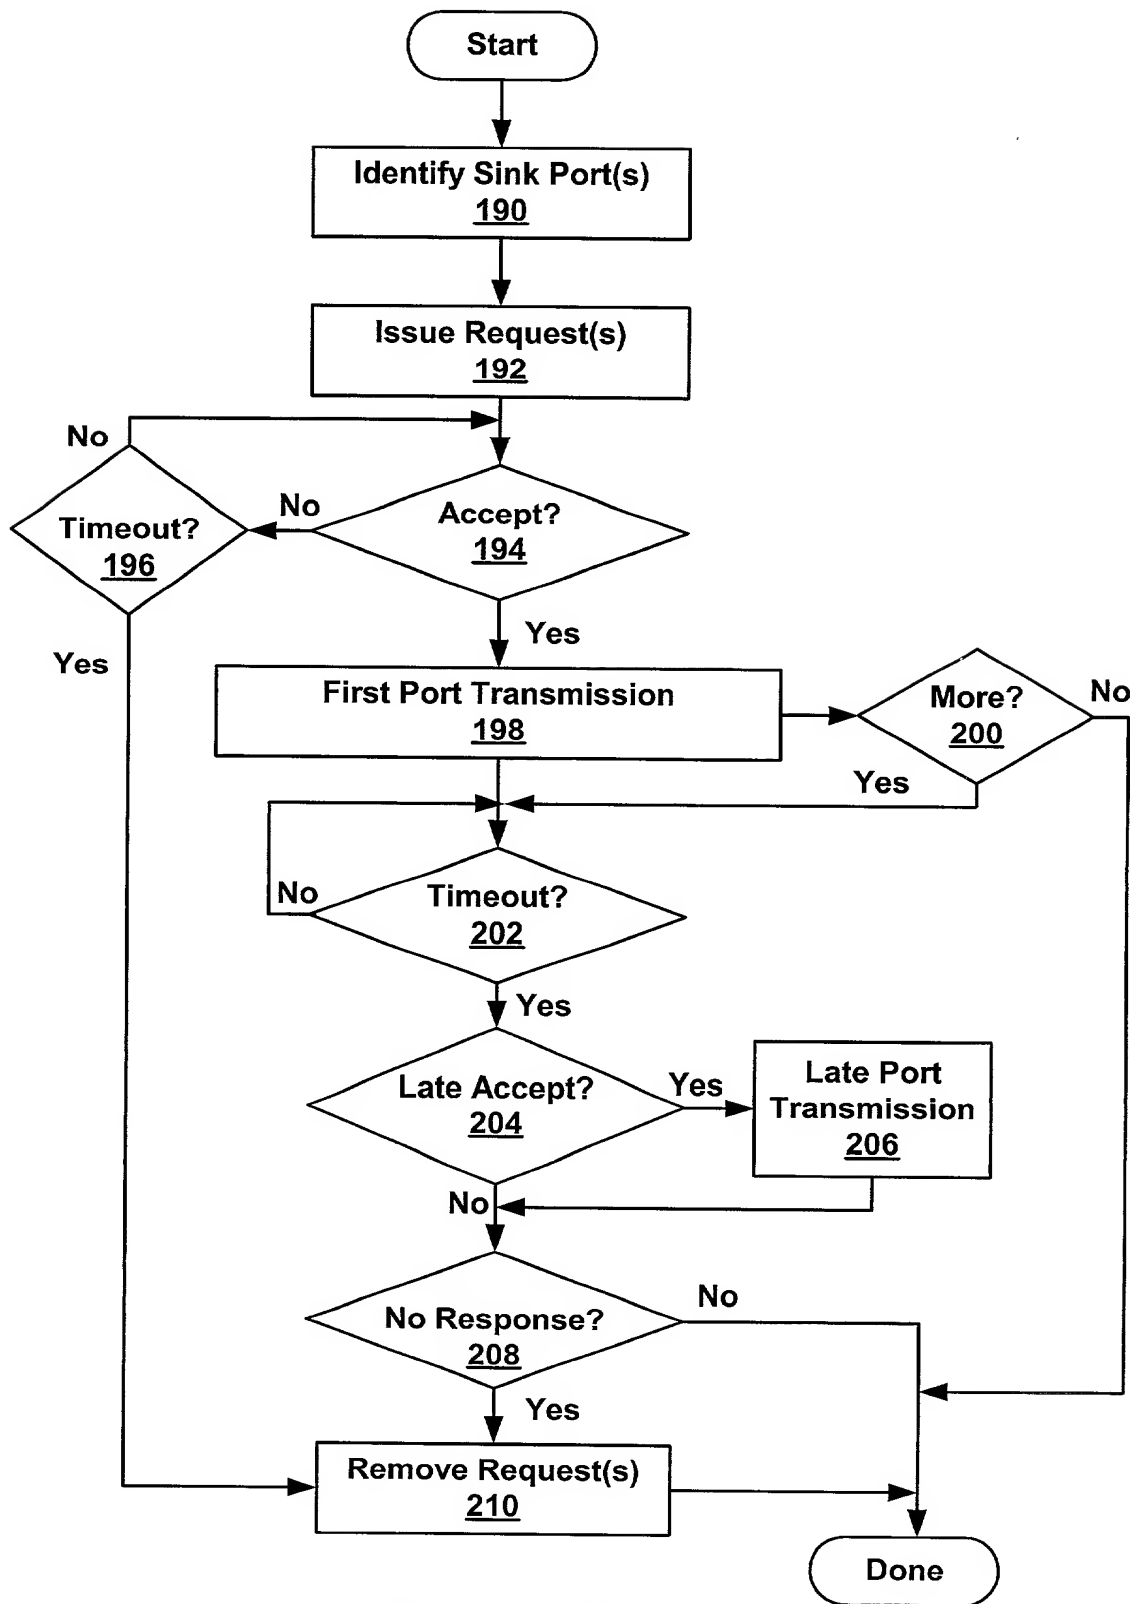 Start
Identify Sink Port(s)
190
Issue Request(s)
192
No
No
Accept?
194
Timeout?
196
Yes
Yes
First Port Transmission
198
More?
200
No
Yes
No
Timeout?
202
Yes
Late Accept?
204
Yes
Late Port
Transmission
206
No
No Response?
208
No
Yes
Remove Request(s)
210
Done